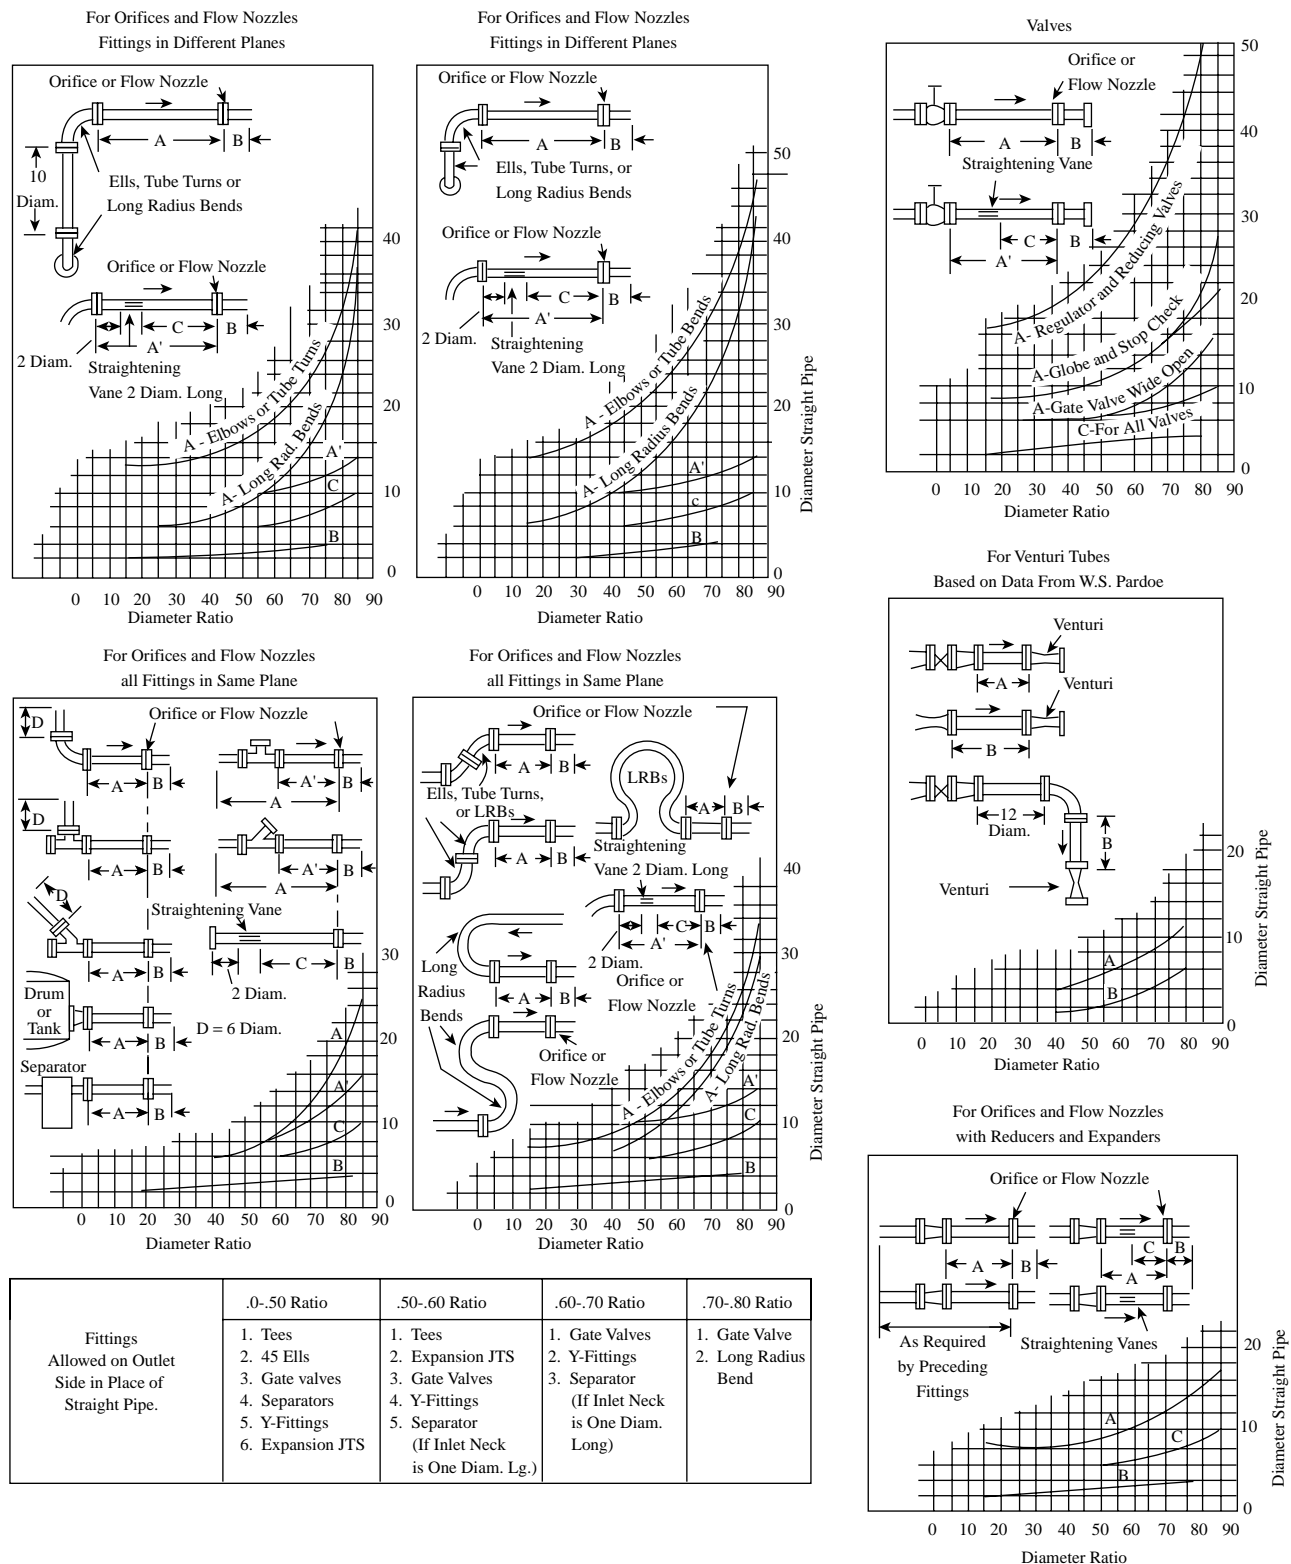 For Orifices and Flow Nozzles
Fittings in Different Planes
Orifice or Flow Nozzle
A
B
10
Diam.
Ells, Tube Turns or
Long Radius Bends
Orifice or Flow Nozzle
C
B
2 Diam.
A'
Straightening
Vane 2 Diam. Long
A - Elbows or Tube Turns
A- Long Rad. Bends
A'
C
B
40
30
20
10
0
0 10 20 30 40 50 60 70 80 90
Diameter Ratio
For Orifices and Flow Nozzles
Fittings in Different Planes
Orifice or Flow Nozzle
A
B
Ells, Tube Turns, or
Long Radius Bends
Orifice or Flow Nozzle
C
B
2 Diam.
A'
Straightening
Vane 2 Diam. Long
A - Elbows or Tube Bends
A- Long Radius Bends
A'
c
B
50
40
30
20
10
0
Diameter Straight Pipe
0 10 20 30 40 50 60 70 80 90
Diameter Ratio
Valves
Orifice or
Flow Nozzle
A
B
Straightening Vane
C
B
A'
A- Regulator and Reducing Valves
A-Globe and Stop Check
A-Gate Valve Wide Open
C-For All Valves
50
40
30
20
10
0
0 10 20 30 40 50 60 70 80 90
Diameter Ratio
For Venturi Tubes
Based on Data From W.S. Pardoe
Venturi
A
Venturi
B
12
Diam.
B
Venturi
A
B
20
10
0
Diameter Straight Pipe
0 10 20 30 40 50 60 70 80 90
Diameter Ratio
For Orifices and Flow Nozzles
all Fittings in Same Plane
Orifice or Flow Nozzle
D
A
B
A'
B
A
D
A
B
A'
B
A
D
Straightening Vane
A
B
C
B
2 Diam.
Drum
or
Tank
A
B
D = 6 Diam.
Separator
A
B
A
A'
C
B
30
20
10
0
0 10 20 30 40 50 60 70 80 90
Diameter Ratio
For Orifices and Flow Nozzles
all Fittings in Same Plane
Orifice or Flow Nozzle
A
B
LRBs
Ells, Tube Turns,
or LRBs
A
B
A
B
Straightening
Vane 2 Diam. Long
C
B
A'
2 Diam.
Orifice or
Flow Nozzle
Long
Radius
Bends
A
B
Orifice or
Flow Nozzle
A - Elbows or Tube Turns
A- Long Rad. Bends
A'
C
B
40
30
20
10
0
Diameter Straight Pipe
0 10 20 30 40 50 60 70 80 90
Diameter Ratio
For Orifices and Flow Nozzles
with Reducers and Expanders
Orifice or Flow Nozzle
A
B
C
B
A
As Required
by Preceding
Fittings
Straightening Vanes
A
C
B
20
10
0
Diameter Straight Pipe
0 10 20 30 40 50 60 70 80 90
Diameter Ratio
Fittings
Allowed on Outlet
Side in Place of
Straight Pipe.
.0-.50 Ratio
1. Tees
2. 45 Ells
3. Gate valves
4. Separators
5. Y-Fittings
6. Expansion JTS
.50-.60 Ratio
1. Tees
2. Expansion JTS
3. Gate Valves
4. Y-Fittings
5. Separator
(If Inlet Neck
is One Diam. Lg.)
.60-.70 Ratio
1. Gate Valves
2. Y-Fittings
3. Separator
(If Inlet Neck
is One Diam.
Long)
.70-.80 Ratio
1. Gate Valve
2. Long Radius
Bend